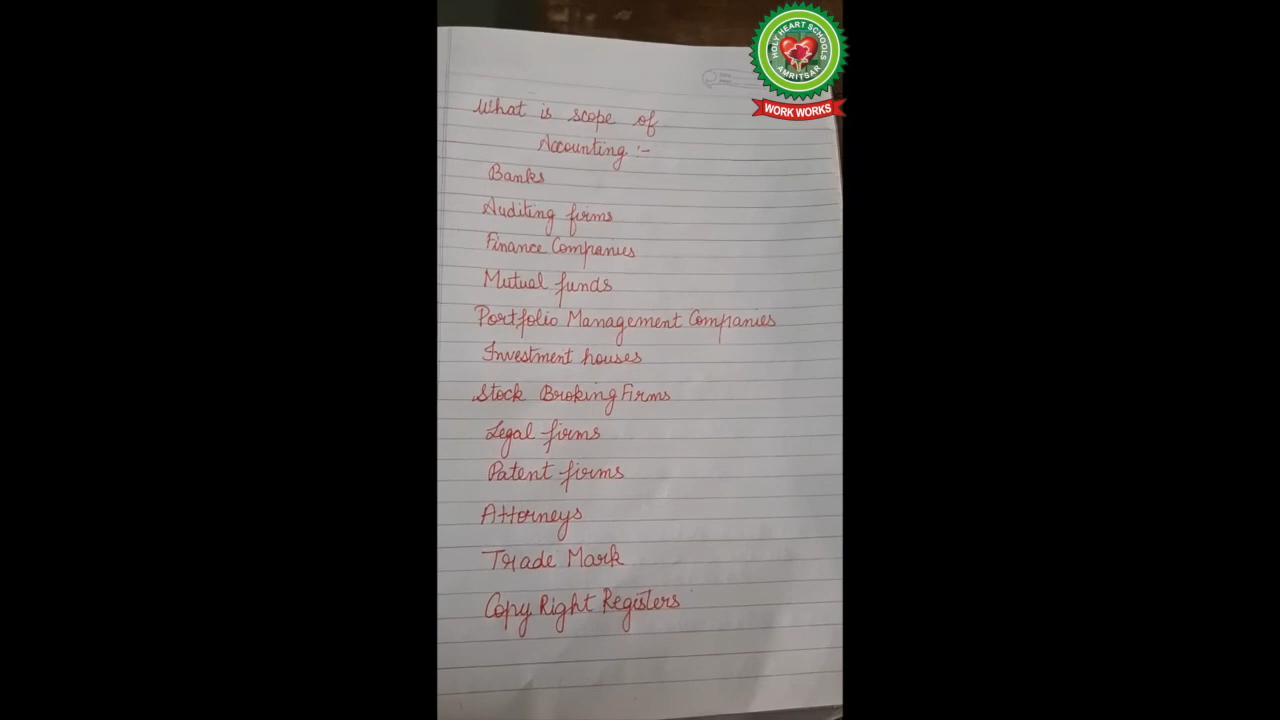 HOLY HEART SCHOOLS
AMRITSAR
WORK WORKS
What is scope of
Accounting :-
Banks
Auditing firms
Finance Companies
Mutual funds
Portfolio Management Companies
Investment houses
Stock Broking Firms
Legal firms
Patent firms
Attorneys
Trade Mark
Copy Right Registers